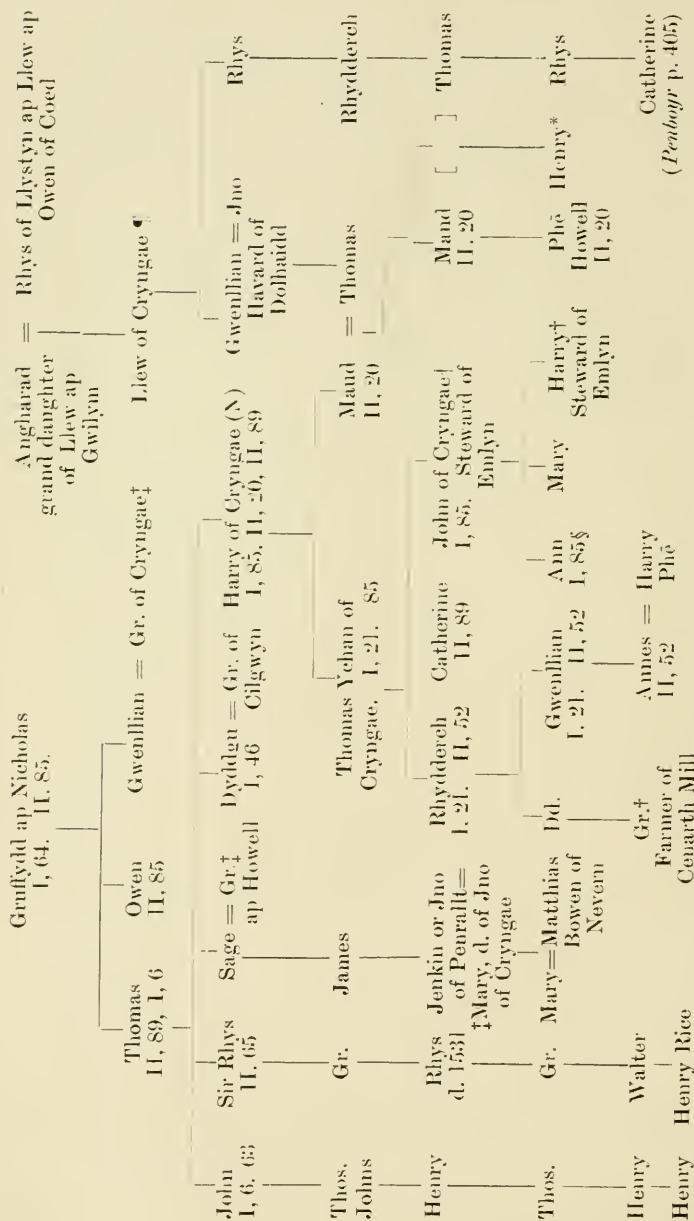 Gruffydd ap Nicholas
I, 64. II. 85.
Angharad = Rhys of Llystyn ap Llew ap
grand daughter Owen of Coed
of Llew ap
Gwilym
Thomas
II, 89, I, 6
Owen
II, 85
Gwenllian = Gr. of Cryngae‡
Llew of Cryngae ¶
John
I, 6. 63
Sir Rhys
II. 65
Sage = Gr.‡
ap Howell
Dyddgu = Gr. of
I, 46 Cilgwyn
Harry of Cryngae (N)
I, 85. II, 20, II, 89
Gwenllian = Jno
Havard of
Dolhaidd
Rhys
Thos.
Johns
Gr.
James
Thomas Ychan of
Cryngae. I, 21. 85
Maud = Thomas
II, 20
Rhydderch
Henry
Rhys
d. 1531
Jenkin or Jno
of Penrallt=
‡Mary, d. of Jno
of Cryngae
Rhydderch
I, 21. II, 52
Catherine
II, 89
John of Cryngae†
I, 85. Steward of
Emlyn
Maud
II. 20
[ ]
Thomas
Thos.
Gr.
Mary=Matthias
Bowen of
Nevern
Dd.
Gwenllian
I, 21. II, 52
Ann
I, 85§
Mary
Harry†
Steward of
Emlyn
Phē
Howell
II, 20
Henry*
Rhys
Henry
Walter
Gr.†
Farmer of
Cenarth Mill
Annes = Harry
II, 52 Phē
Catherine
(Penboyr p. 405)
Henry
Henry Rice